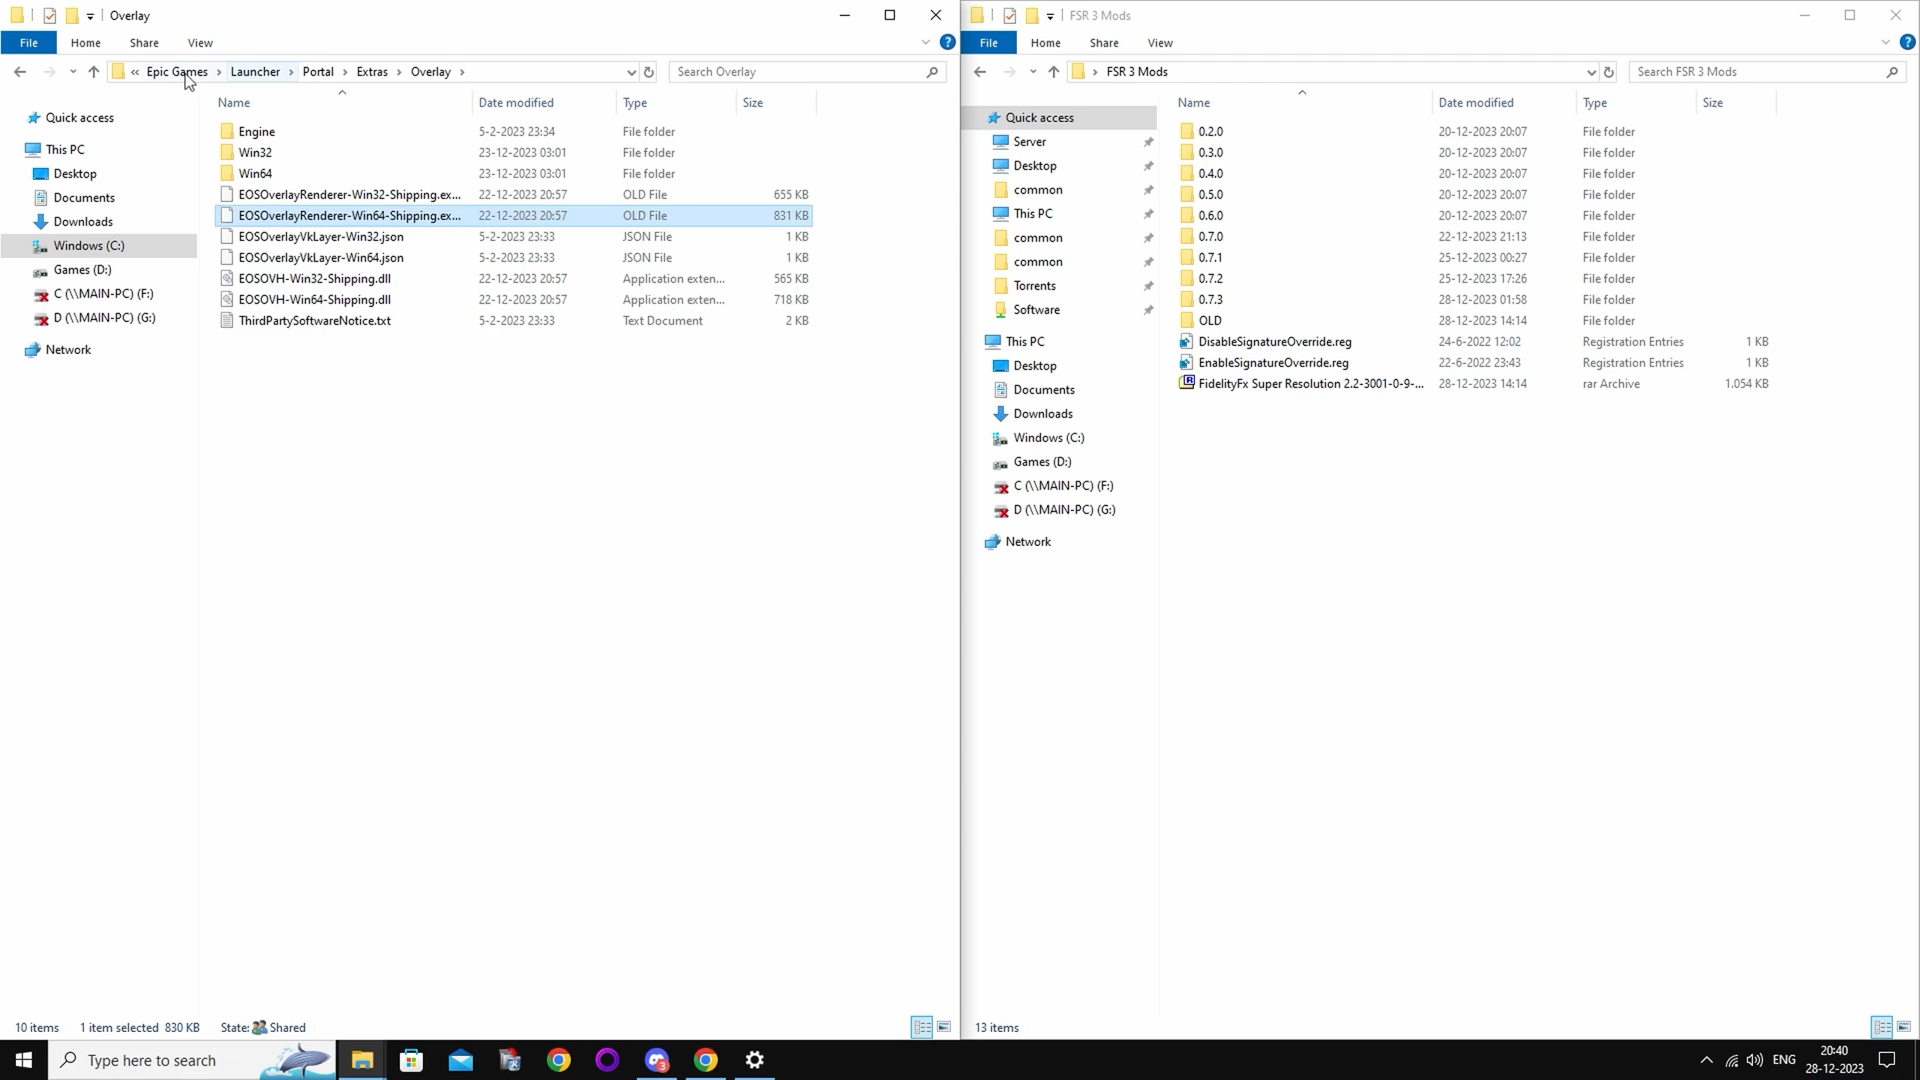 Overlay
File Home Share View
« Epic Games › Launcher › Portal › Extras › Overlay ›
Search Overlay
Name Date modified Type Size
Quick access
This PC
Desktop
Documents
Downloads
Windows (C:)
Games (D:)
C (\\MAIN-PC) (F:)
D (\\MAIN-PC) (G:)
Network
Engine 5-2-2023 23:34 File folder
Win32 23-12-2023 03:01 File folder
Win64 23-12-2023 03:01 File folder
EOSOverlayRenderer-Win32-Shipping.ex... 22-12-2023 20:57 OLD File 655 KB
EOSOverlayRenderer-Win64-Shipping.ex... 22-12-2023 20:57 OLD File 831 KB
EOSOverlayVkLayer-Win32.json 5-2-2023 23:33 JSON File 1 KB
EOSOverlayVkLayer-Win64.json 5-2-2023 23:33 JSON File 1 KB
EOSOVH-Win32-Shipping.dll 22-12-2023 20:57 Application exten... 565 KB
EOSOVH-Win64-Shipping.dll 22-12-2023 20:57 Application exten... 718 KB
ThirdPartySoftwareNotice.txt 5-2-2023 23:33 Text Document 2 KB
10 items 1 item selected 830 KB State: Shared
FSR 3 Mods
File Home Share View
› FSR 3 Mods
Search FSR 3 Mods
Name Date modified Type Size
Quick access
Server
Desktop
common
This PC
common
common
Torrents
Software
This PC
Desktop
Documents
Downloads
Windows (C:)
Games (D:)
C (\\MAIN-PC) (F:)
D (\\MAIN-PC) (G:)
Network
0.2.0 20-12-2023 20:07 File folder
0.3.0 20-12-2023 20:07 File folder
0.4.0 20-12-2023 20:07 File folder
0.5.0 20-12-2023 20:07 File folder
0.6.0 20-12-2023 20:07 File folder
0.7.0 22-12-2023 21:13 File folder
0.7.1 25-12-2023 00:27 File folder
0.7.2 25-12-2023 17:26 File folder
0.7.3 28-12-2023 01:58 File folder
OLD 28-12-2023 14:14 File folder
DisableSignatureOverride.reg 24-6-2022 12:02 Registration Entries 1 KB
EnableSignatureOverride.reg 22-6-2022 23:43 Registration Entries 1 KB
FidelityFx Super Resolution 2.2-3001-0-9-... 28-12-2023 14:14 rar Archive 1.054 KB
13 items
Type here to search
3
ENG
20:40
28-12-2023